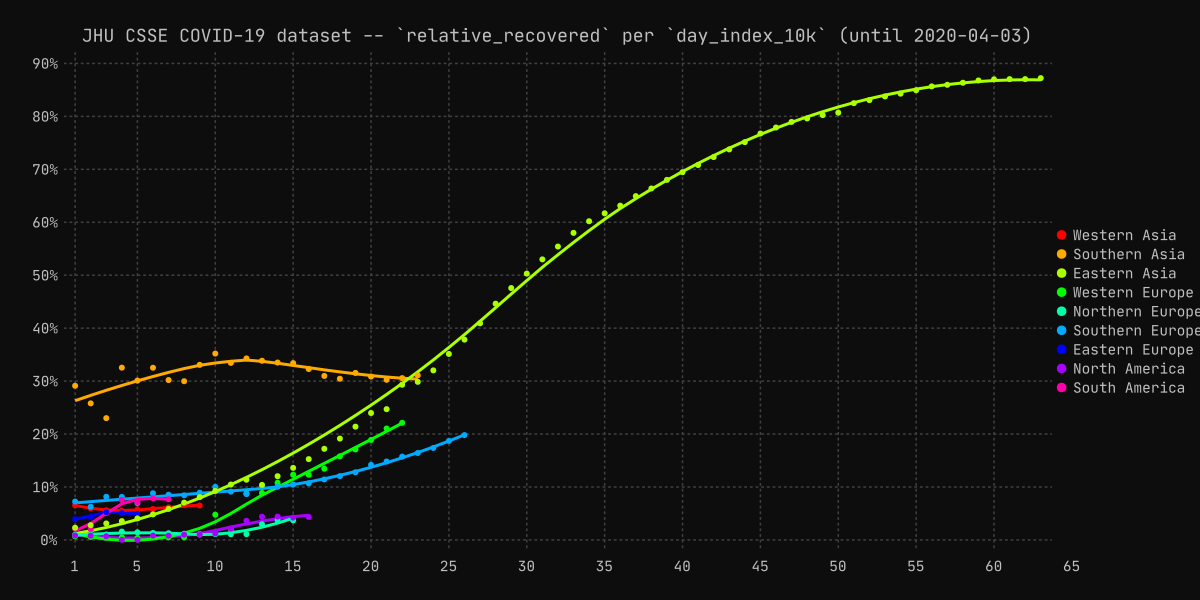 JHU CSSE COVID-19 dataset -- `relative_recovered` per `day_index_10k` (until 2020-04-03)
90%
80%
70%
60%
50%
40%
30%
20%
10%
0%
1 5 10 15 20 25 30 35 40 45 50 55 60 65
Western Asia
Southern Asia
Eastern Asia
Western Europe
Northern Europe
Southern Europe
Eastern Europe
North America
South America